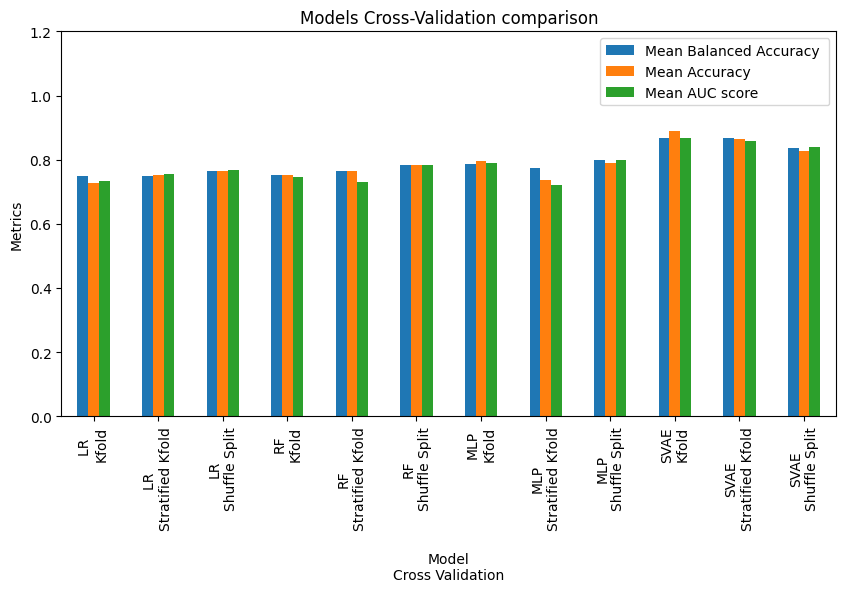 Models Cross-Validation comparison
Mean Balanced Accuracy
Mean Accuracy
Mean AUC score
Metrics
1.2
1.0
0.8
0.6
0.4
0.2
0.0
LR
Kfold
LR
Stratified Kfold
LR
Shuffle Split
RF
Kfold
RF
Stratified Kfold
RF
Shuffle Split
MLP
Kfold
MLP
Stratified Kfold
MLP
Shuffle Split
SVAE
Kfold
SVAE
Stratified Kfold
SVAE
Shuffle Split
Model
Cross Validation